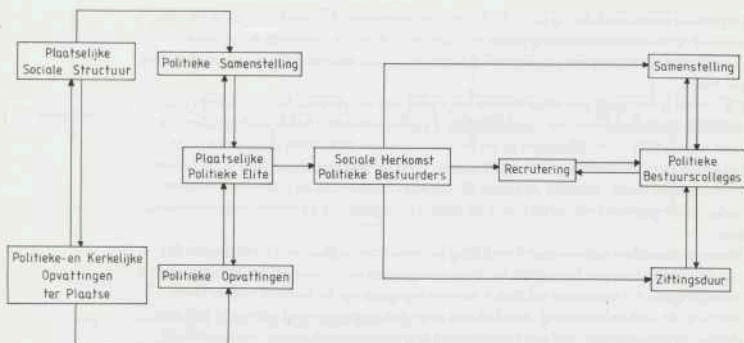 Plaatselijke
Sociale Structuur
Politieke Samenstelling
Samenstelling
Plaatselijke
Politieke Elite
Sociale Herkomst
Politieke Bestuurders
Recrutering
Politieke
Bestuurscolleges
Politieke-en Kerkelijke
Opvattingen
ter Plaatse
Politieke Opvattingen
Zittingsduur